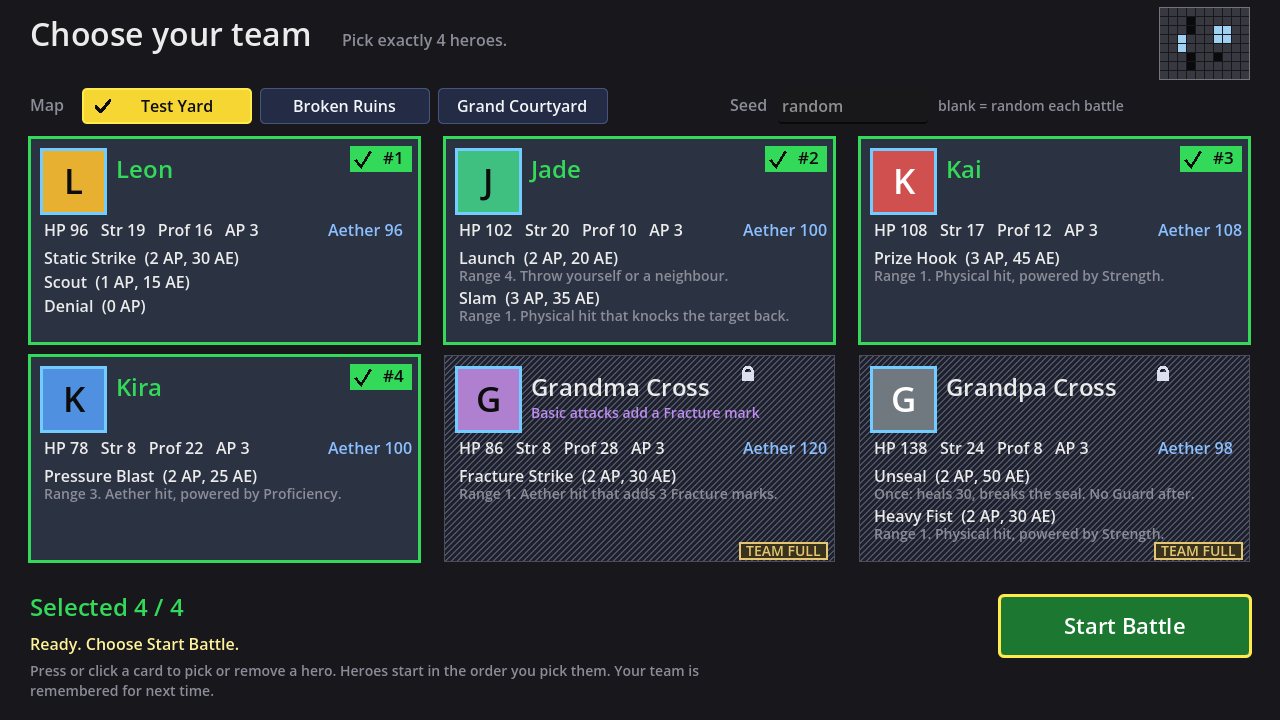 Choose your team
Pick exactly 4 heroes.
Map
Test Yard
Broken Ruins
Grand Courtyard
Seed
random
blank = random each battle
L
Leon
#1
HP 96 Str 19 Prof 16 AP 3
Aether 96
Static Strike (2 AP, 30 AE)
Scout (1 AP, 15 AE)
Denial (0 AP)
J
Jade
#2
HP 102 Str 20 Prof 10 AP 3
Aether 100
Launch (2 AP, 20 AE)
Range 4. Throw yourself or a neighbour.
Slam (3 AP, 35 AE)
Range 1. Physical hit that knocks the target back.
K
Kai
#3
HP 108 Str 17 Prof 12 AP 3
Aether 108
Prize Hook (3 AP, 45 AE)
Range 1. Physical hit, powered by Strength.
K
Kira
#4
HP 78 Str 8 Prof 22 AP 3
Aether 100
Pressure Blast (2 AP, 25 AE)
Range 3. Aether hit, powered by Proficiency.
G
Grandma Cross
Basic attacks add a Fracture mark
HP 86 Str 8 Prof 28 AP 3
Aether 120
Fracture Strike (2 AP, 30 AE)
Range 1. Aether hit that adds 3 Fracture marks.
TEAM FULL
G
Grandpa Cross
HP 138 Str 24 Prof 8 AP 3
Aether 98
Unseal (2 AP, 50 AE)
Once: heals 30, breaks the seal. No Guard after.
Heavy Fist (2 AP, 30 AE)
Range 1. Physical hit, powered by Strength.
TEAM FULL
Selected 4 / 4
Ready. Choose Start Battle.
Press or click a card to pick or remove a hero. Heroes start in the order you pick them. Your team is
remembered for next time.
Start Battle